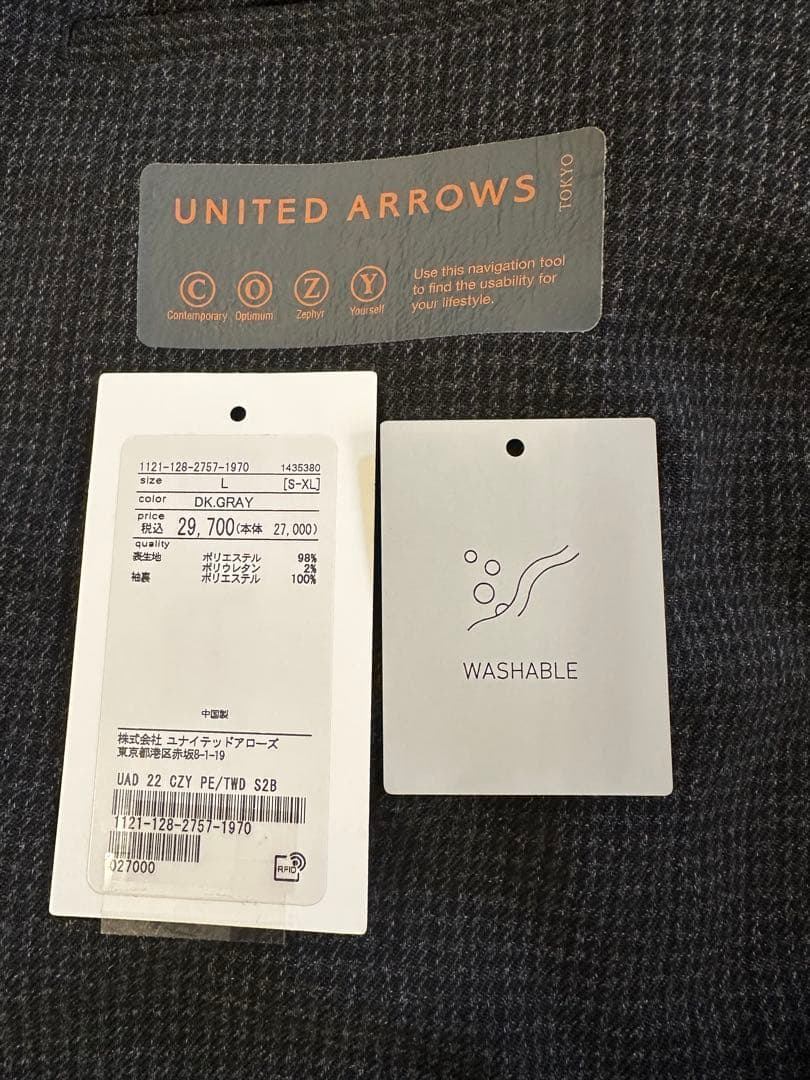 UNITED ARROWS
TOKYO
C O Z Y
Contemporary Optimum Zephyr Yourself
Use this navigation tool
to find the usability for
your lifestyle.
1121-128-2757-1970 1435380
size L [S-XL]
color DK.GRAY
price
税込 29,700(本体 27,000)
quality
表生地 ポリエステル 98%
ポリウレタン 2%
袖裏 ポリエステル 100%
中国製
株式会社 ユナイテッドアローズ
東京都港区赤坂8-1-19
UAD 22 CZY PE/TWD S2B
1121-128-2757-1970
027000
RFID
WASHABLE